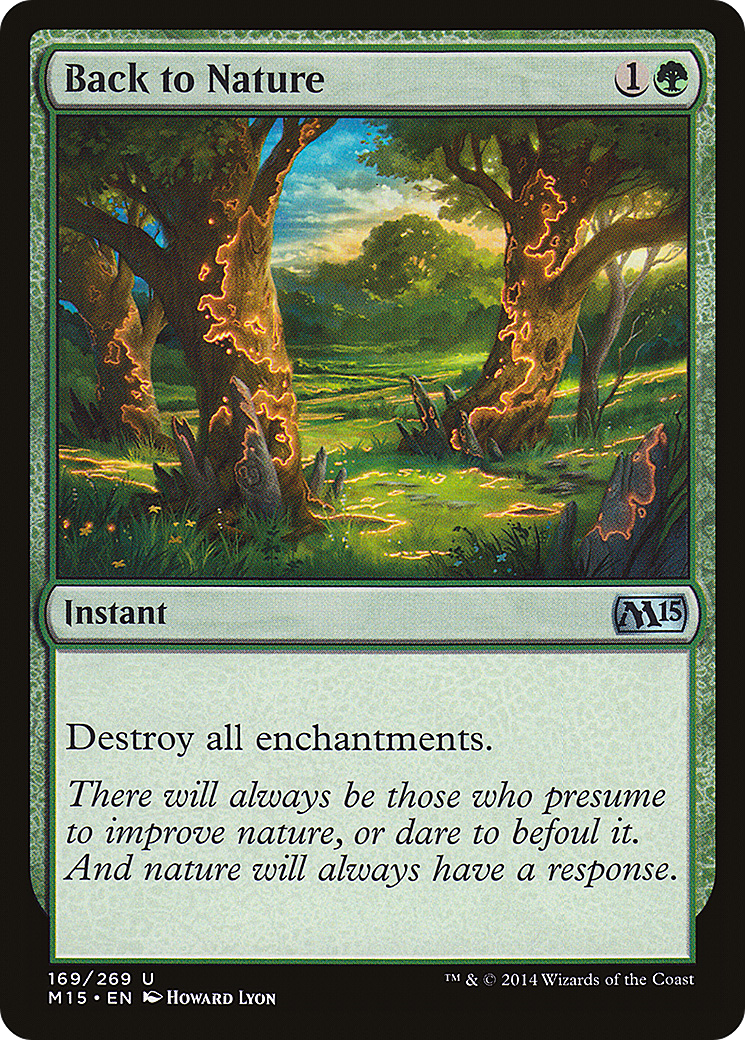 Back to Nature 1
Instant M15
Destroy all enchantments.
There will always be those who presume
to improve nature, or dare to befoul it.
And nature will always have a response.
169/269 U ™ & © 2014 Wizards of the Coast
M15 • EN Howard Lyon